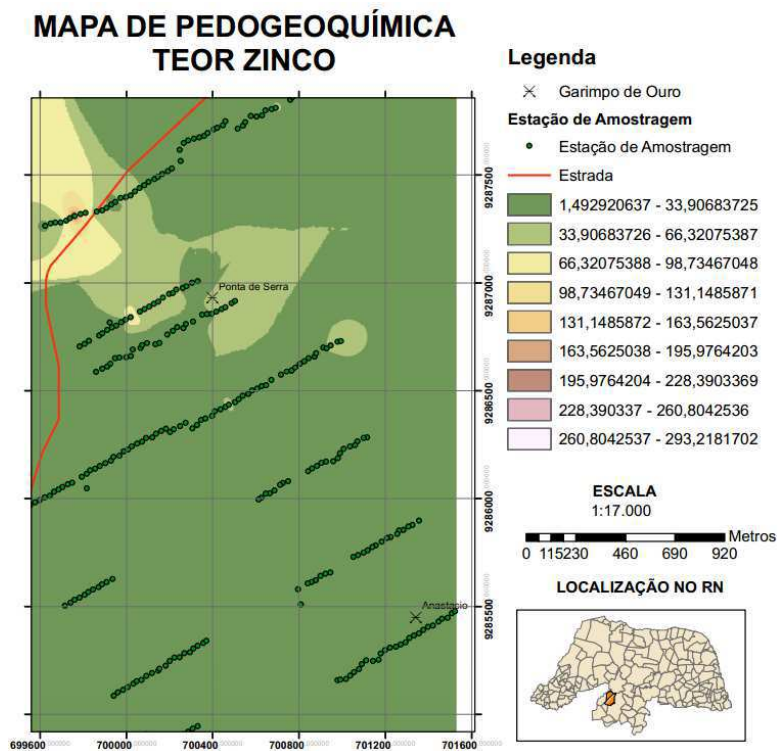 MAPA DE PEDOGEOQUÍMICA
TEOR ZINCO
Legenda
Garimpo de Ouro
Estação de Amostragem
Estação de Amostragem
Estrada
1,492920637 - 33,90683725
33,90683726 - 66,32075387
66,32075388 - 98,73467048
98,73467049 - 131,1485871
131,1485872 - 163,5625037
163,5625038 - 195,9764203
195,9764204 - 228,3903369
228,390337 - 260,8042536
260,8042537 - 293,2181702
ESCALA
1:17.000
Metros
0 115230 460 690 920
LOCALIZAÇÃO NO RN
Ponta de Serra
Anastacio
9287500
9287000
9286500
9286000
9285500
699600 700000 700400 700800 701200 701600